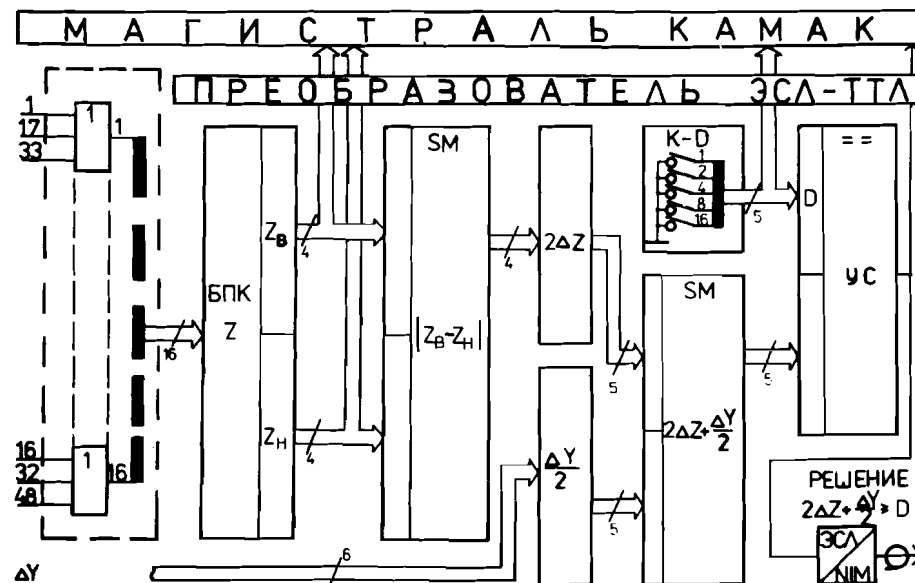 МАГИСТРАЛЬ КАМАК
ПРЕОБРАЗОВАТЕЛЬ ЭСЛ-ТТЛ
1
17
33
1
1
16
32
48
1
16
16
БПК
Z
Zв
4
Zн
4
SM
|Zв-Zн|
4
2ΔZ
5
ΔY
2
5
K-D
1
2
4
8
16
5
SM
2ΔZ+ΔY
2
5
D
==
УС
РЕШЕНИЕ
2ΔZ+ΔY/2 ≥ D
ЭСЛ
NIM
ΔY
6